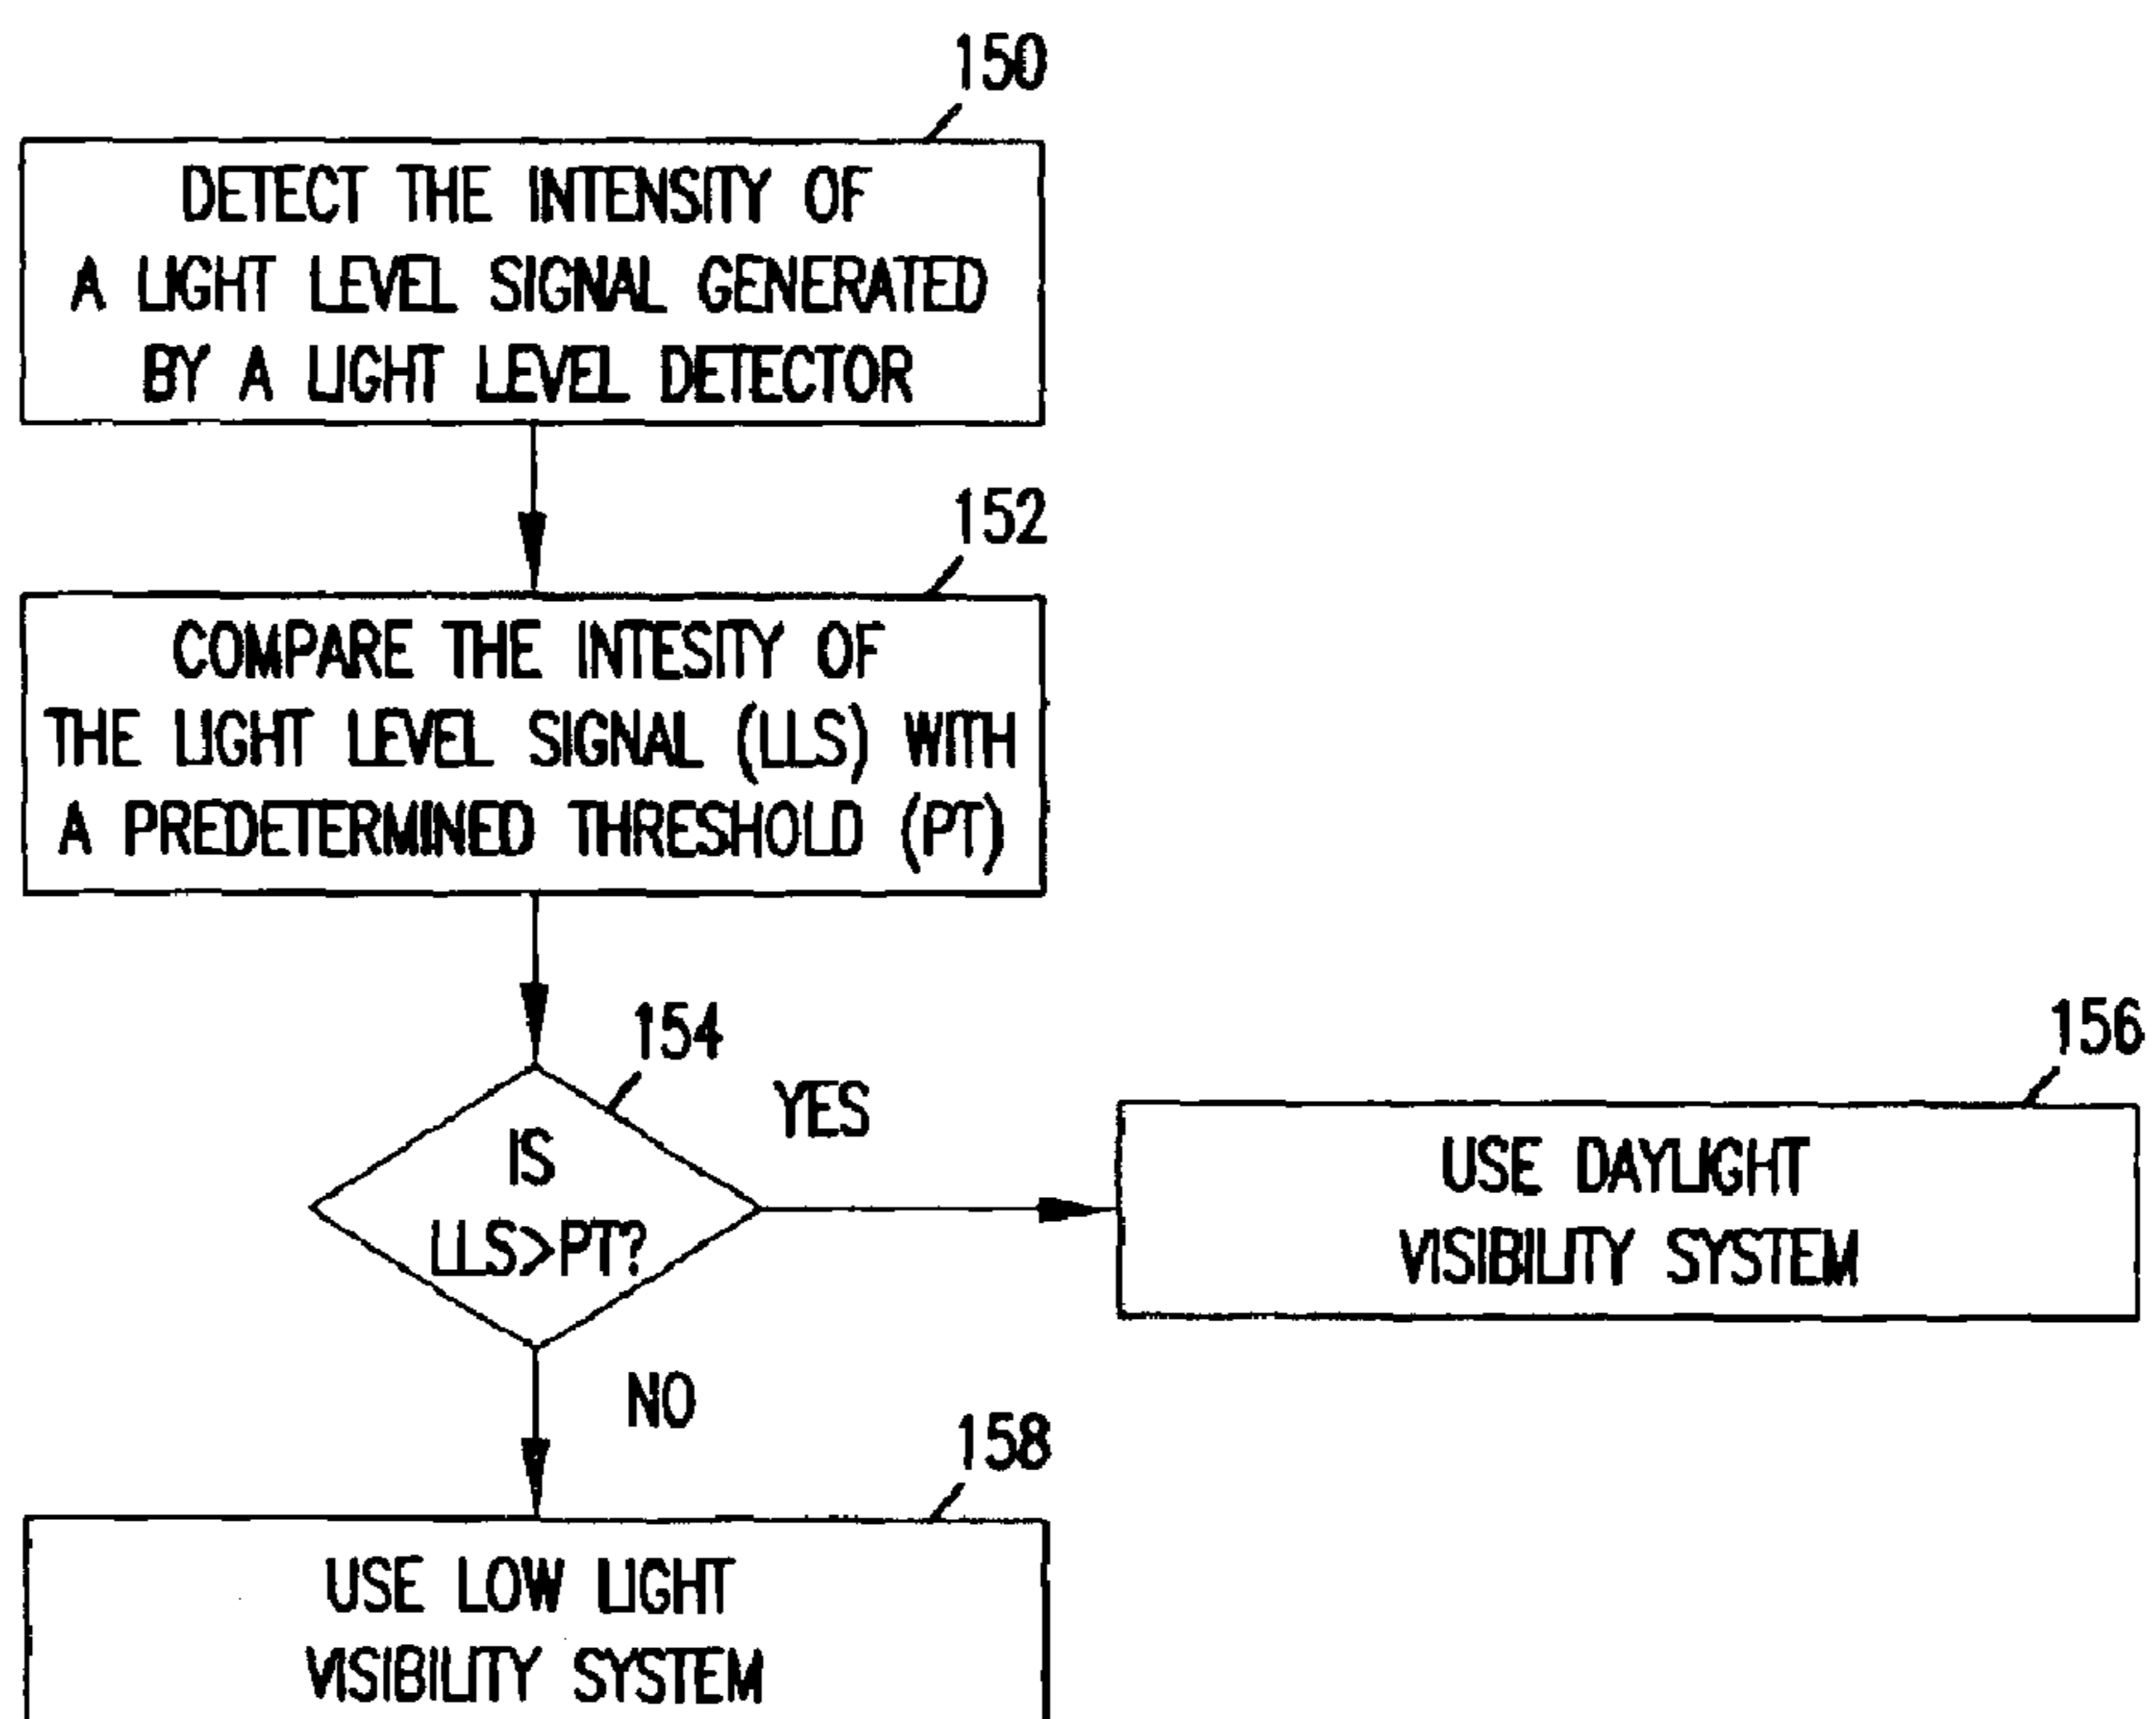 150
DETECT THE INTENSITY OF
A LIGHT LEVEL SIGNAL GENERATED
BY A LIGHT LEVEL DETECTOR
152
COMPARE THE INTESITY OF
THE LIGHT LEVEL SIGNAL (LLS) WITH
A PREDETERMINED THRESHOLD (PT)
154
IS
LLS>PT?
YES
156
USE DAYLIGHT
VISIBILITY SYSTEM
NO
158
USE LOW LIGHT
VISIBILITY SYSTEM